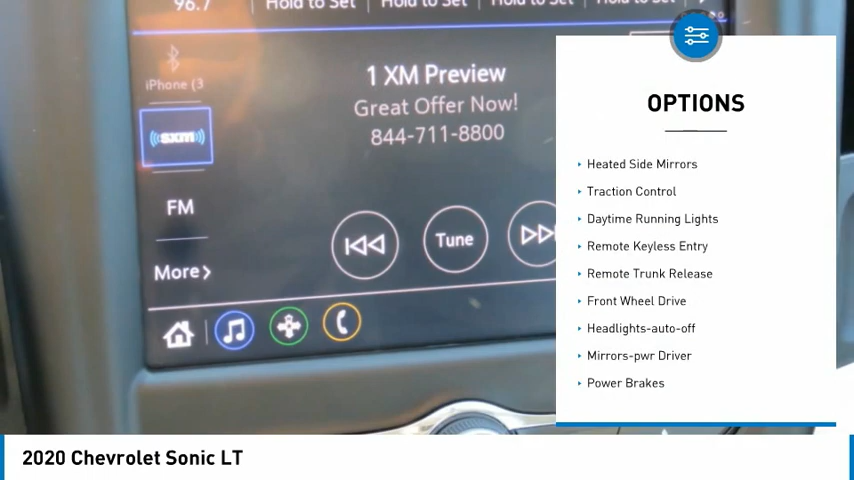 96.7
Hold to Set
Hold to Set
Hold to Set
Hold to Set
iPhone (3
sxm
FM
More
1 XM Preview
Great Offer Now!
844-711-8800
Tune
OPTIONS
Heated Side Mirrors
Traction Control
Daytime Running Lights
Remote Keyless Entry
Remote Trunk Release
Front Wheel Drive
Headlights-auto-off
Mirrors-pwr Driver
Power Brakes
2020 Chevrolet Sonic LT